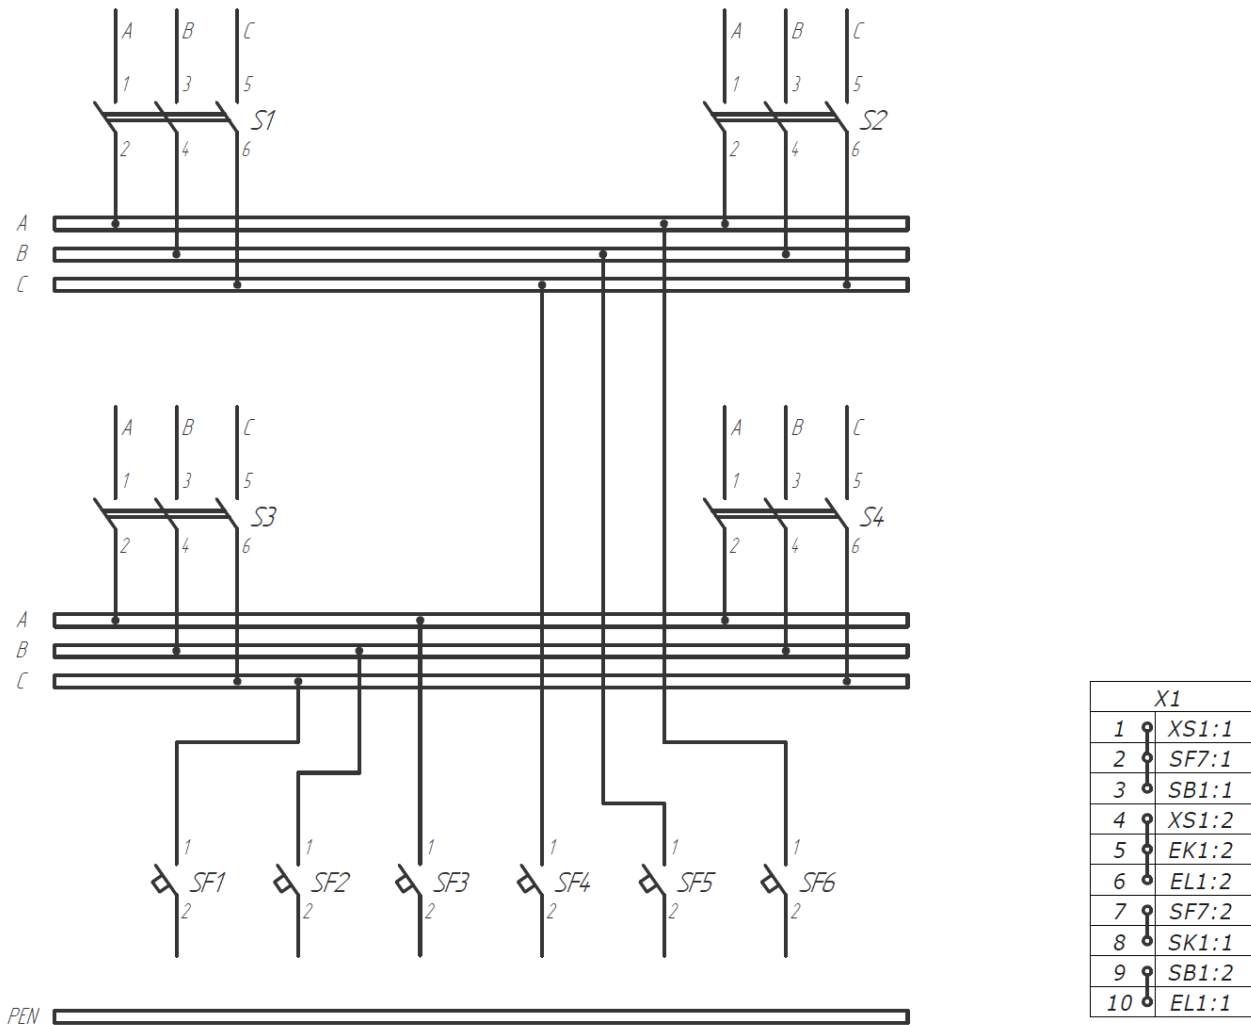 A B C A B C
1 3 5 1 3 5
S1 S2
2 4 6 2 4 6
A
B
C
A B C A B C
1 3 5 1 3 5
S3 S4
2 4 6 2 4 6
A
B
C
1 1 1 1 1 1
SF1 SF2 SF3 SF4 SF5 SF6
2 2 2 2 2 2
PEN
X1
1 XS1:1
2 SF7:1
3 SB1:1
4 XS1:2
5 EK1:2
6 EL1:2
7 SF7:2
8 SK1:1
9 SB1:2
10 EL1:1